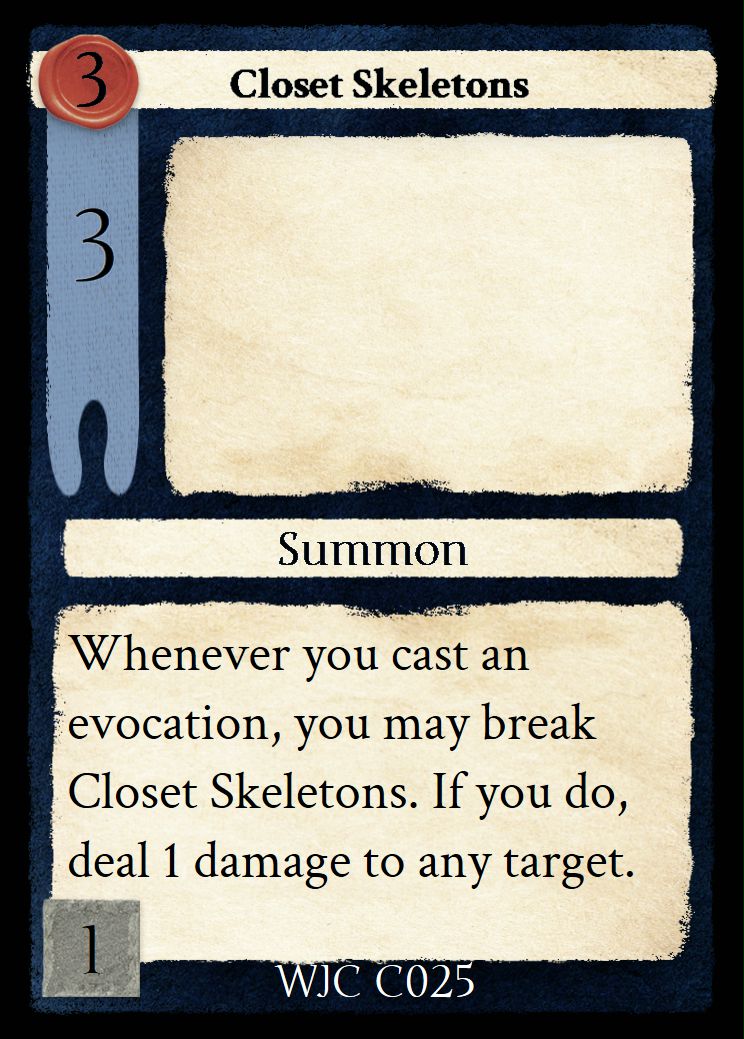 3
Closet Skeletons
3
Summon
Whenever you cast an
evocation, you may break
Closet Skeletons. If you do,
deal 1 damage to any target.
1
WJC C025